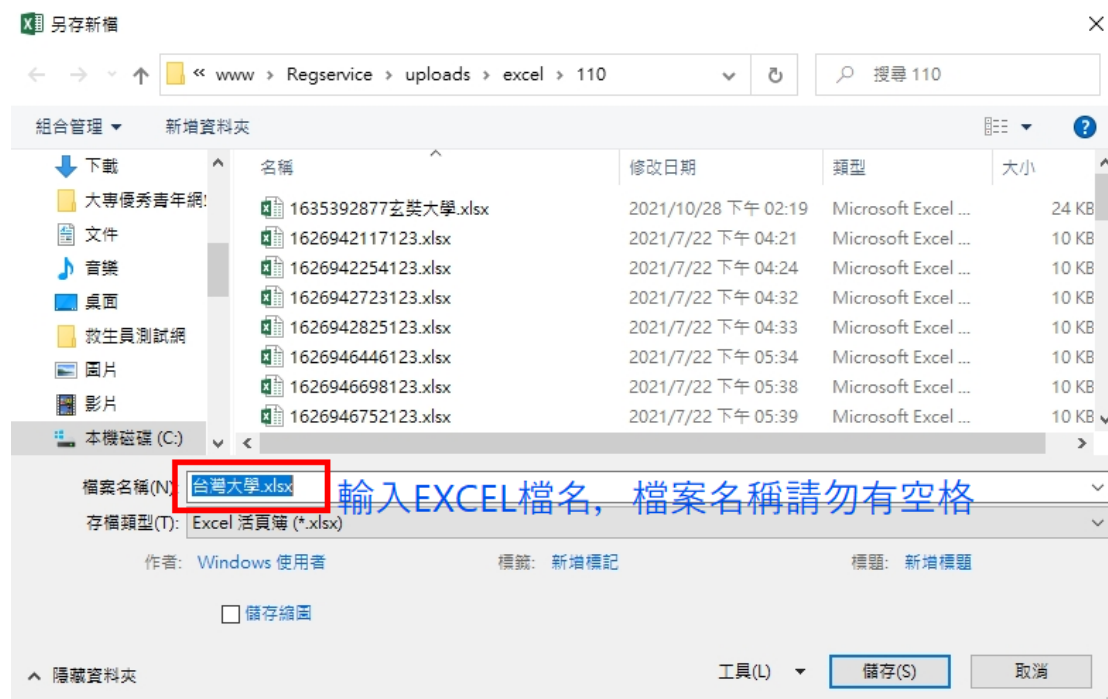 另存新檔
« www › Regservice › uploads › excel › 110
搜尋 110
組合管理 新增資料夾
名稱 修改日期 類型 大小
下載
大專優秀青年網
文件
音樂
桌面
救生員測試網
圖片
影片
本機磁碟 (C:)
1635392877玄奘大學.xlsx 2021/10/28 下午 02:19 Microsoft Excel ... 24 KB
1626942117123.xlsx 2021/7/22 下午 04:21 Microsoft Excel ... 10 KB
1626942254123.xlsx 2021/7/22 下午 04:24 Microsoft Excel ... 10 KB
1626942723123.xlsx 2021/7/22 下午 04:32 Microsoft Excel ... 10 KB
1626942825123.xlsx 2021/7/22 下午 04:33 Microsoft Excel ... 10 KB
1626946446123.xlsx 2021/7/22 下午 05:34 Microsoft Excel ... 10 KB
1626946698123.xlsx 2021/7/22 下午 05:38 Microsoft Excel ... 10 KB
1626946752123.xlsx 2021/7/22 下午 05:39 Microsoft Excel ... 10 KB
檔案名稱(N) 台灣大學.xlsx 輸入EXCEL檔名, 檔案名稱請勿有空格
存檔類型(T): Excel 活頁簿 (*.xlsx)
作者: Windows 使用者 標籤: 新增標記 標題: 新增標題
儲存縮圖
隱藏資料夾 工具(L) 儲存(S) 取消